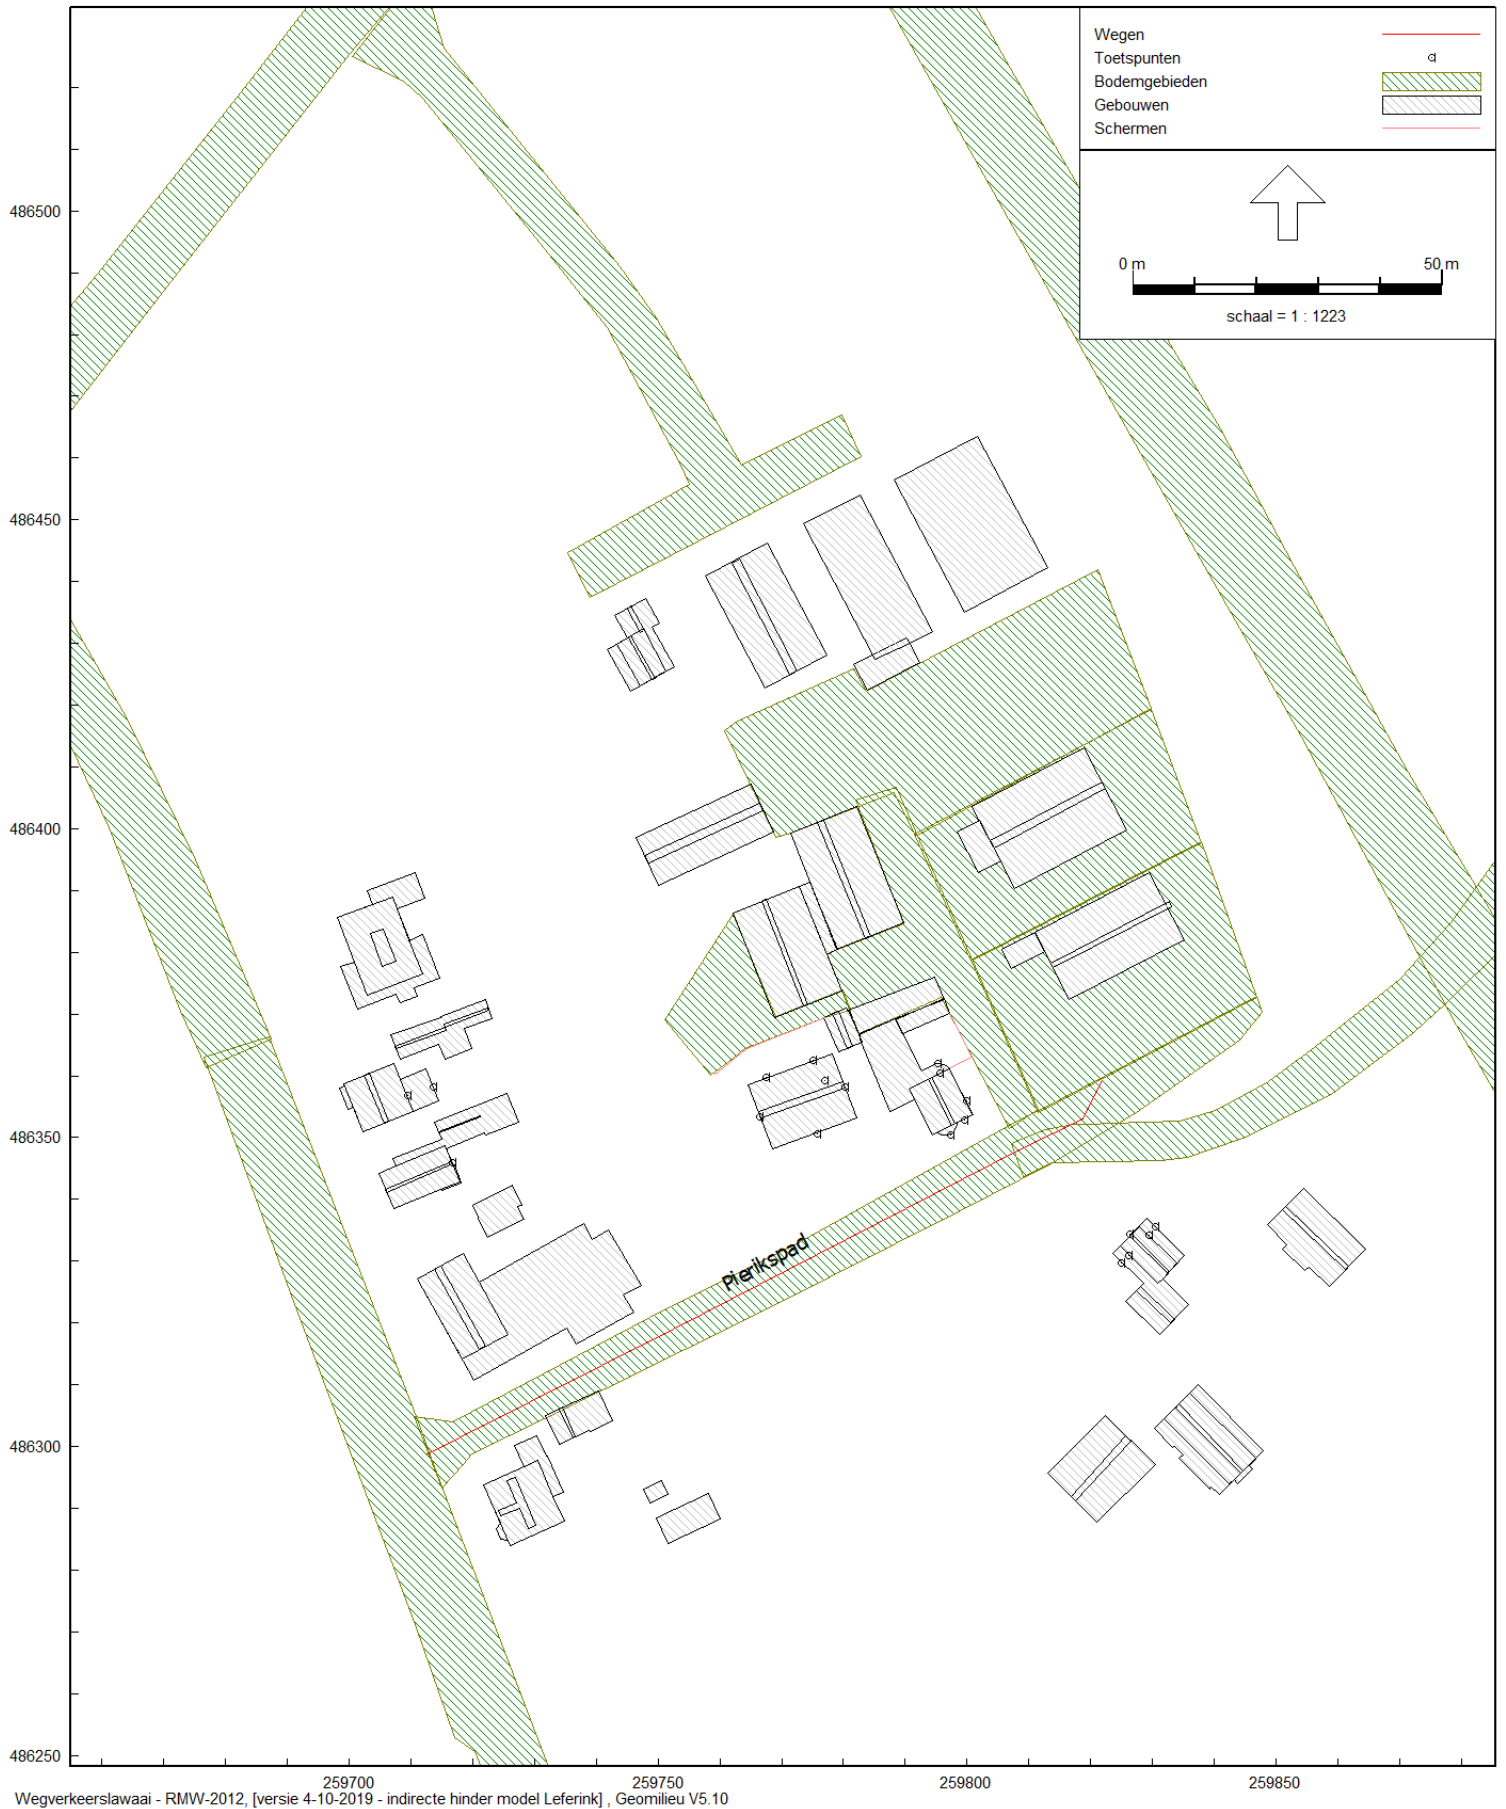 Wegen
Toetspunten
Bodemgebieden
Gebouwen
Schermen
0 m 50 m
schaal = 1 : 1223
486500
486450
486400
486350
Pierikspad
486300
486250
259700 259750 259800 259850
Wegverkeerslawaai - RMW-2012, [versie 4-10-2019 - indirecte hinder model Leferink] , Geomilieu V5.10